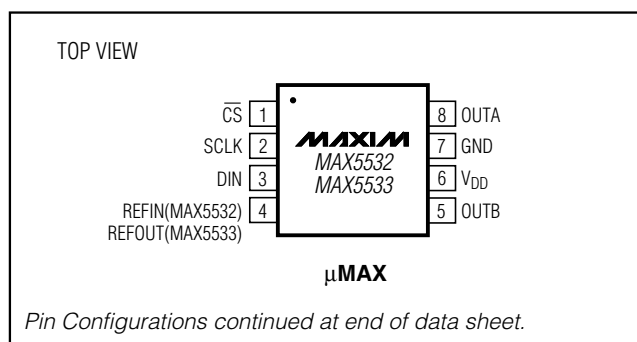 TOP VIEW
CS 1
SCLK 2
DIN 3
REFIN(MAX5532) 4
REFOUT(MAX5533)
MAXIM
MAX5532
MAX5533
8 OUTA
7 GND
6 VDD
5 OUTB
µMAX
Pin Configurations continued at end of data sheet.